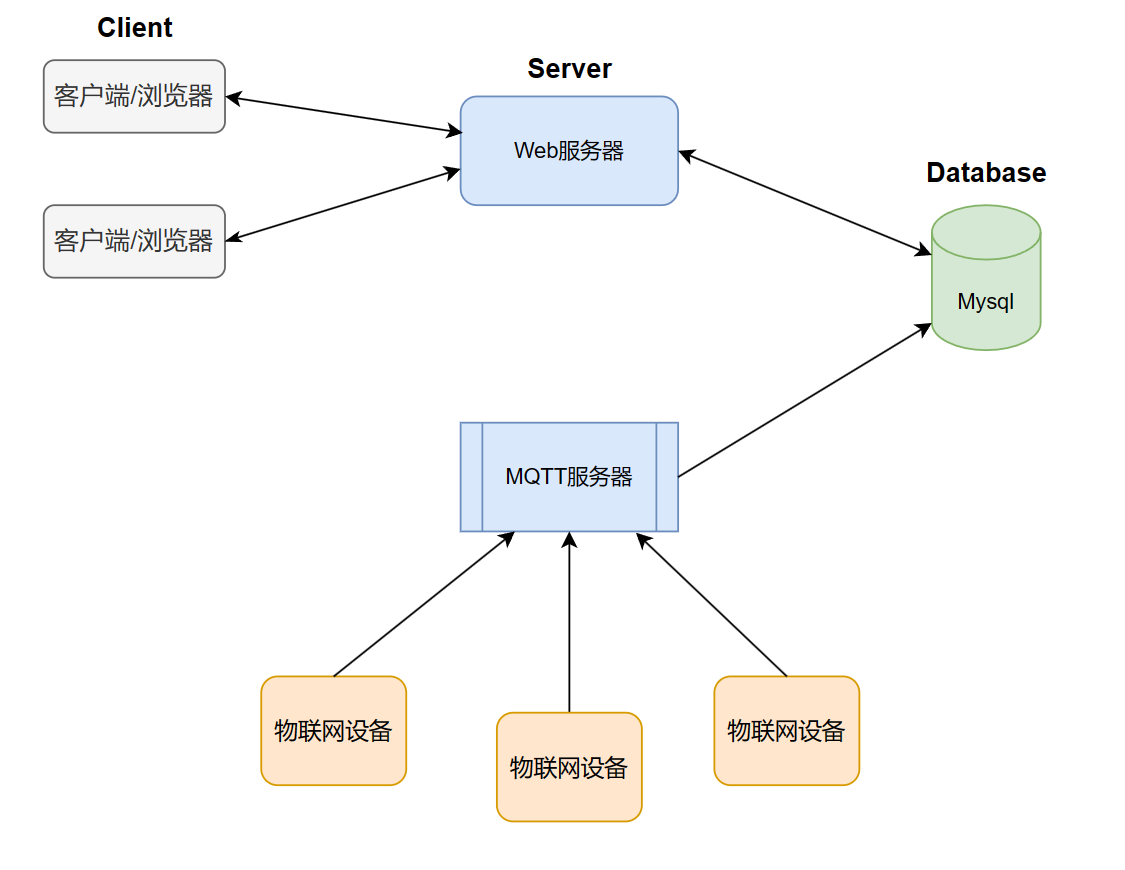 Client
客户端/浏览器
Server
Web服务器
Database
客户端/浏览器
Mysql
MQTT服务器
物联网设备
物联网设备
物联网设备